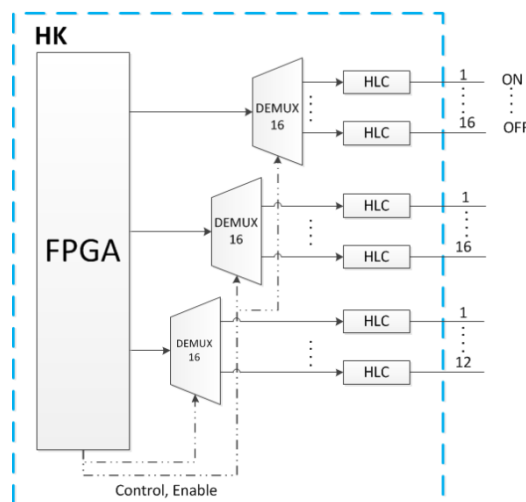 HK
FPGA
DEMUX
16
HLC
1
ON
HLC
16
OFF
DEMUX
16
HLC
1
HLC
16
DEMUX
16
HLC
1
HLC
12
Control, Enable